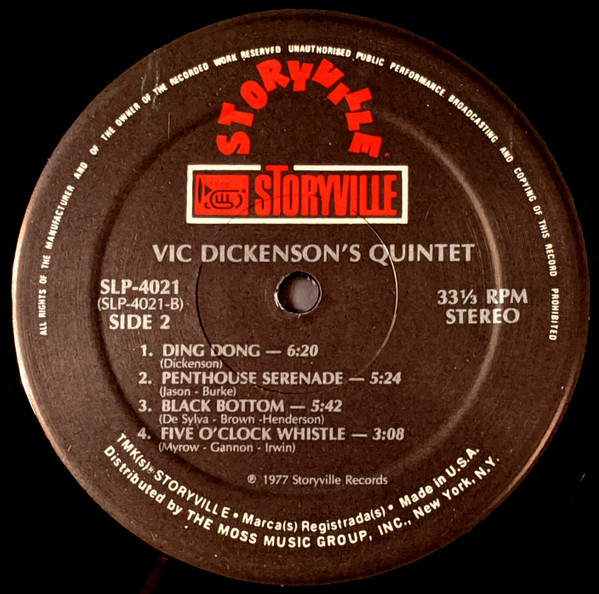 ALL RIGHTS OF THE MANUFACTURER AND OF THE OWNER OF THE RECORDED WORK RESERVED UNAUTHORISED PUBLIC PERFORMANCE BROADCASTING AND COPYING OF THIS RECORD PROHIBITED
STORYVILLE
STORYVILLE
VIC DICKENSON'S QUINTET
SLP-4021
(SLP-4021-B)
SIDE 2
33⅓ RPM
STEREO
1. DING DONG — 6:20
(Dickenson)
2. PENTHOUSE SERENADE — 5:24
(Jason - Burke)
3. BLACK BOTTOM — 5:42
(De Sylva - Brown -Henderson)
4. FIVE O'CLOCK WHISTLE — 3:08
(Myrow - Gannon - Irwin)
℗ 1977 Storyville Records
TMK(s)® STORYVILLE • Marca(s) Registrada(s) • Made in U.S.A.
Distributed by THE MOSS MUSIC GROUP, INC., New York, N.Y.